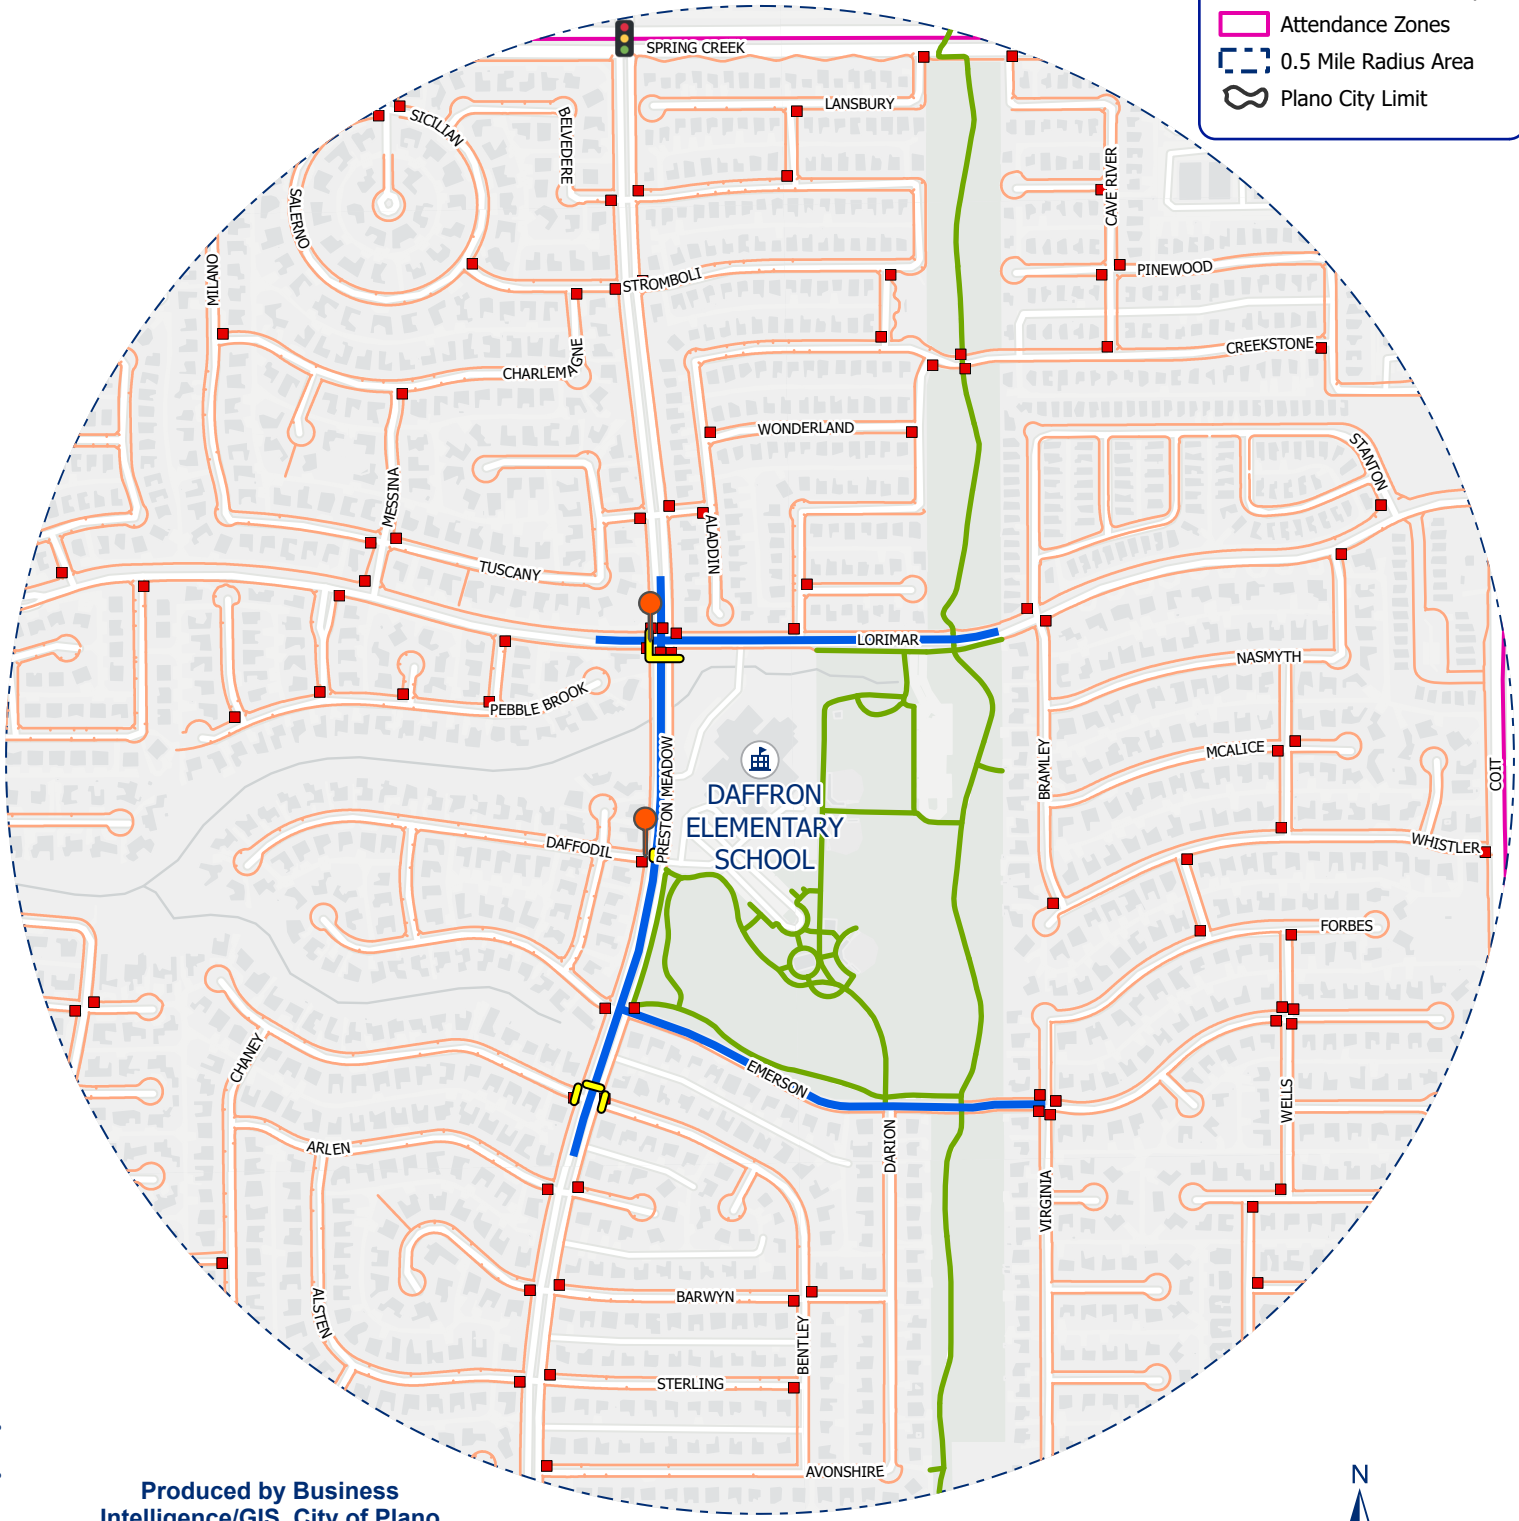 Attendance Zones
0.5 Mile Radius Area
Plano City Limit
SPRING CREEK
LANSBURY
SICILIAN
BELVEDERE
CAVE RIVER
SALERNO
MILANO
STROMBOLI
PINEWOOD
CREEKSTONE
CHARLEMAGNE
WONDERLAND
STANTON
MESSINA
ALADDIN
TUSCANY
LORIMAR
NASMYTH
PEBBLE BROOK
PRESTON MEADOW
BRAMLEY
MCALICE
COIT
DAFFRON
ELEMENTARY
SCHOOL
DAFFODIL
WHISTLER
FORBES
CHANEY
EMERSON
WELLS
ARLEN
DARION
VIRGINIA
BARWYN
ALSTEN
BENTLEY
STERLING
AVONSHIRE
N
Produced by Business
Intelligence/GIS, City of Plano